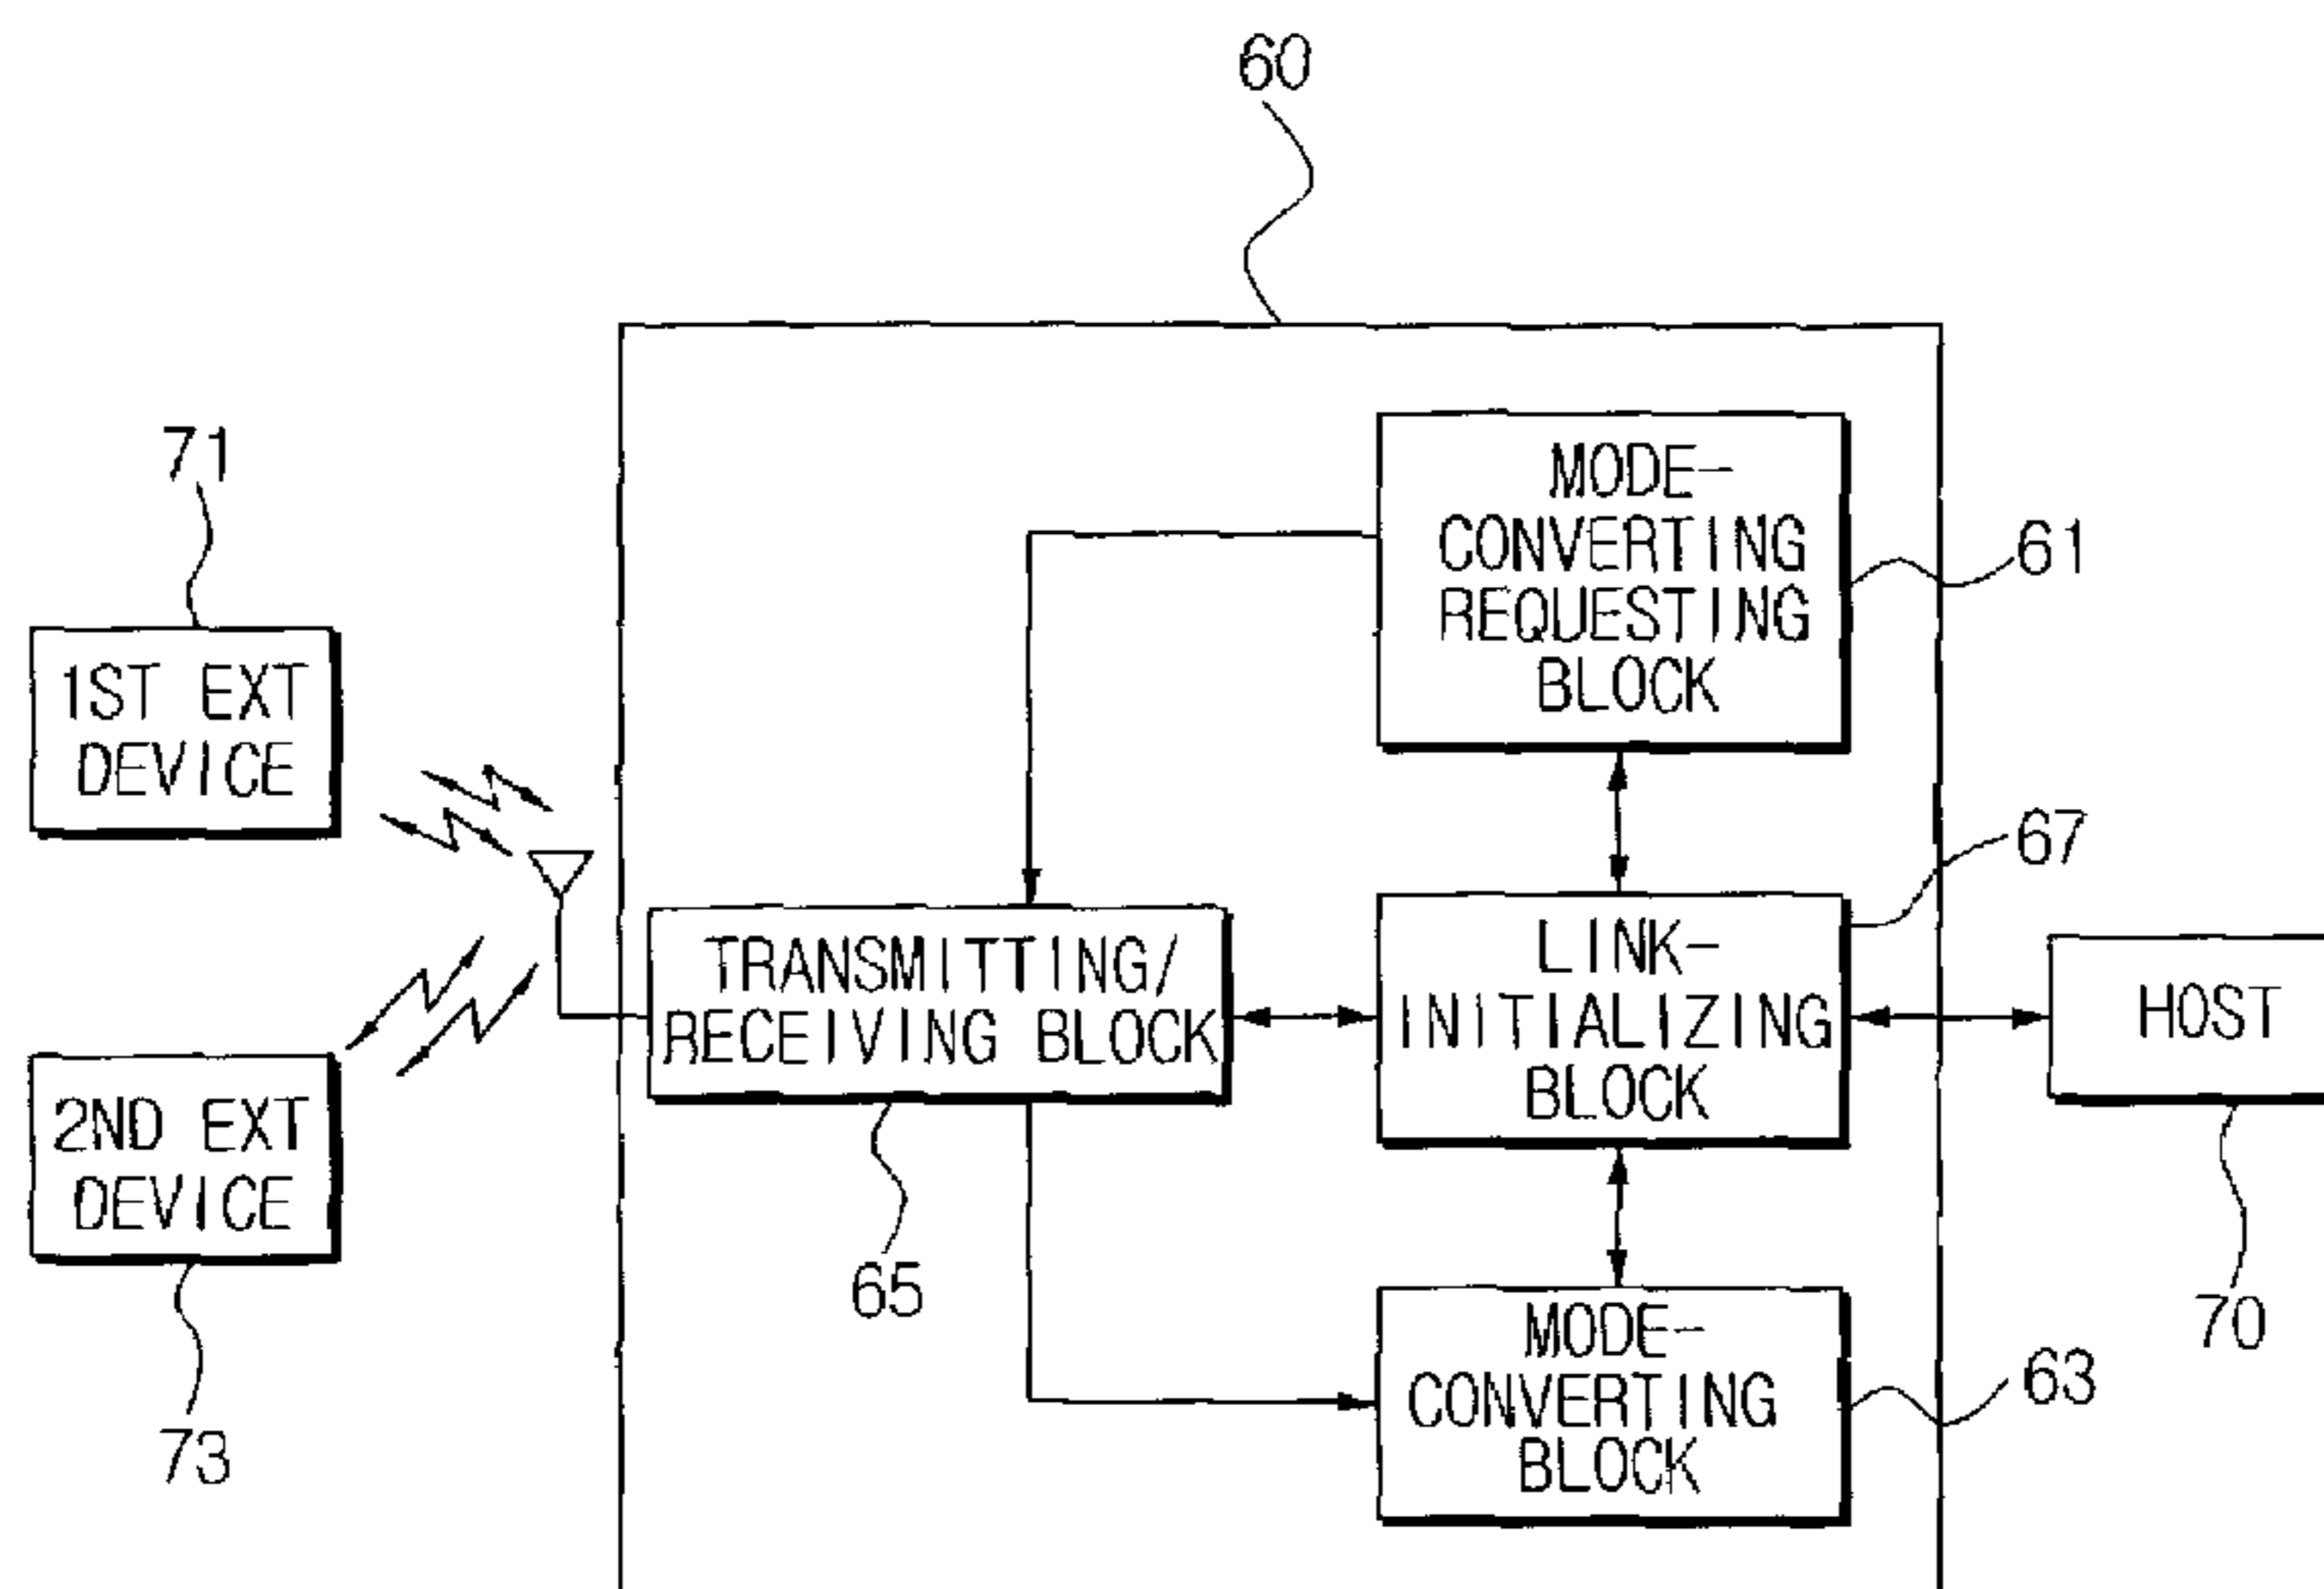 60
71
1ST EXT
DEVICE
MODE-
CONVERTING
REQUESTING
BLOCK
61
67
TRANSMITTING/
RECEIVING BLOCK
LINK-
INITIALIZING
BLOCK
HOST
2ND EXT
DEVICE
65
70
73
MODE-
CONVERTING
BLOCK
63